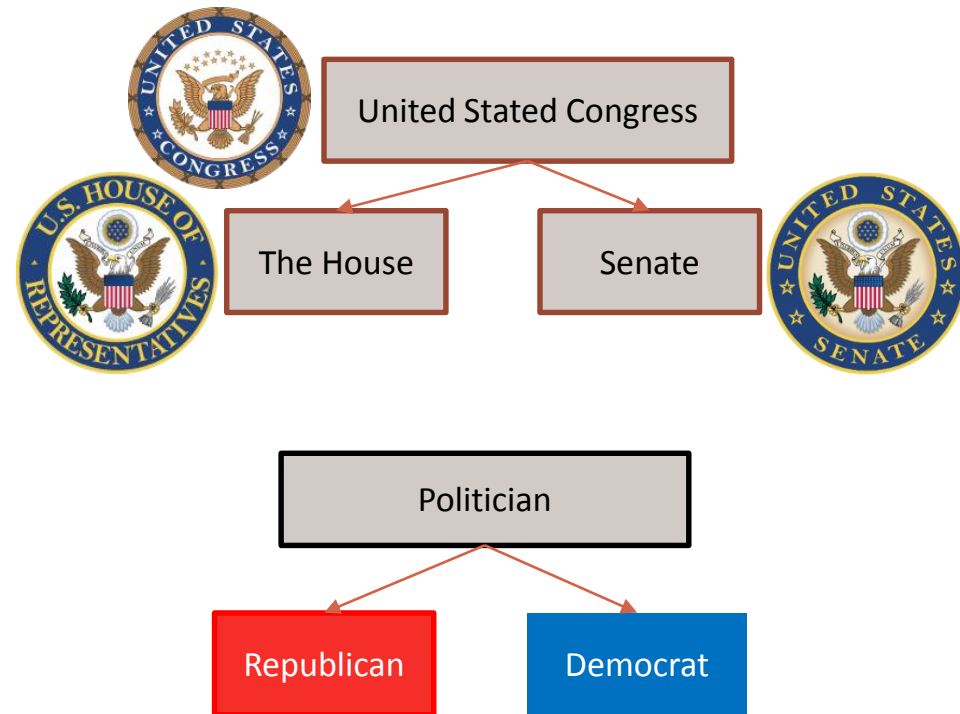 UNITED STATES
CONGRESS
United Stated Congress
U.S. HOUSE OF
REPRESENTATIVES
The House
Senate
UNITED STATES
SENATE
Politician
Republican
Democrat